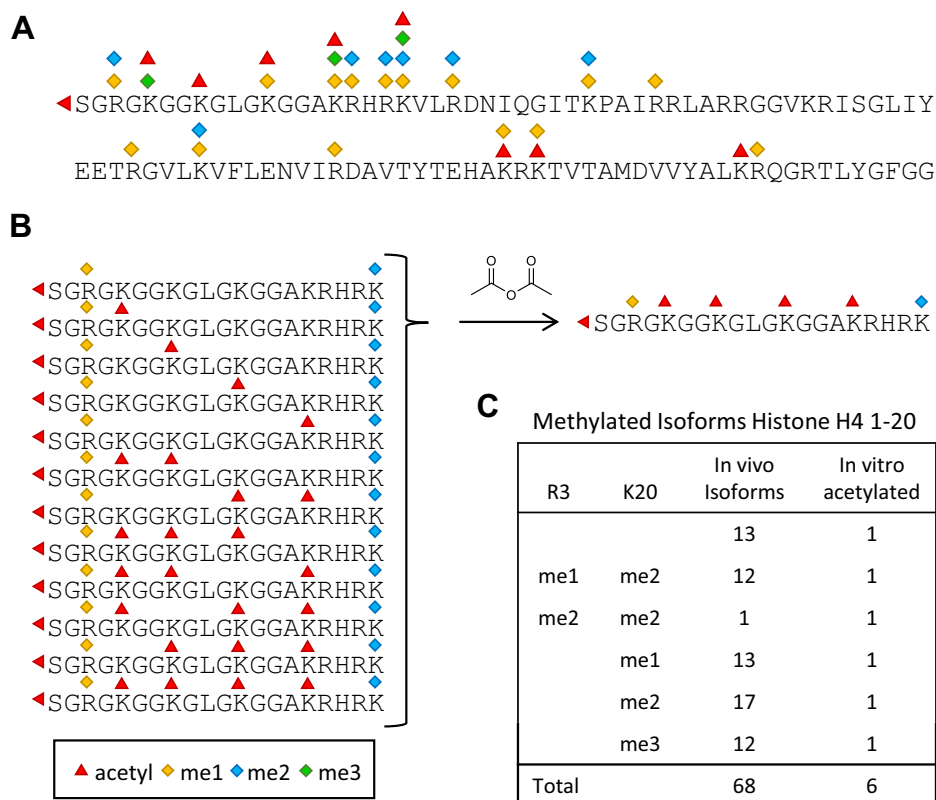 A
SGRGKGGKGLGKGGAKRHRKVLRDNIQGITKPAIRRLARRGGVKRISGLIY
EETRGVLKVFLENVIRDAVTYTEHAKRKTVTAMDVVYALKRQGRTLYGFGG
B
SGRGKGGKGLGKGGAKRHRK
SGRGKGGKGLGKGGAKRHRK
SGRGKGGKGLGKGGAKRHRK
SGRGKGGKGLGKGGAKRHRK
SGRGKGGKGLGKGGAKRHRK
SGRGKGGKGLGKGGAKRHRK
SGRGKGGKGLGKGGAKRHRK
SGRGKGGKGLGKGGAKRHRK
SGRGKGGKGLGKGGAKRHRK
SGRGKGGKGLGKGGAKRHRK
SGRGKGGKGLGKGGAKRHRK
SGRGKGGKGLGKGGAKRHRK
acetyl me1 me2 me3
O O
O
SGRGKGGKGLGKGGAKRHRK
C
Methylated Isoforms Histone H4 1-20
R3 K20 In vivo Isoforms In vitro acetylated
13 1
me1 me2 12 1
me2 me2 1 1
me1 13 1
me2 17 1
me3 12 1
Total 68 6